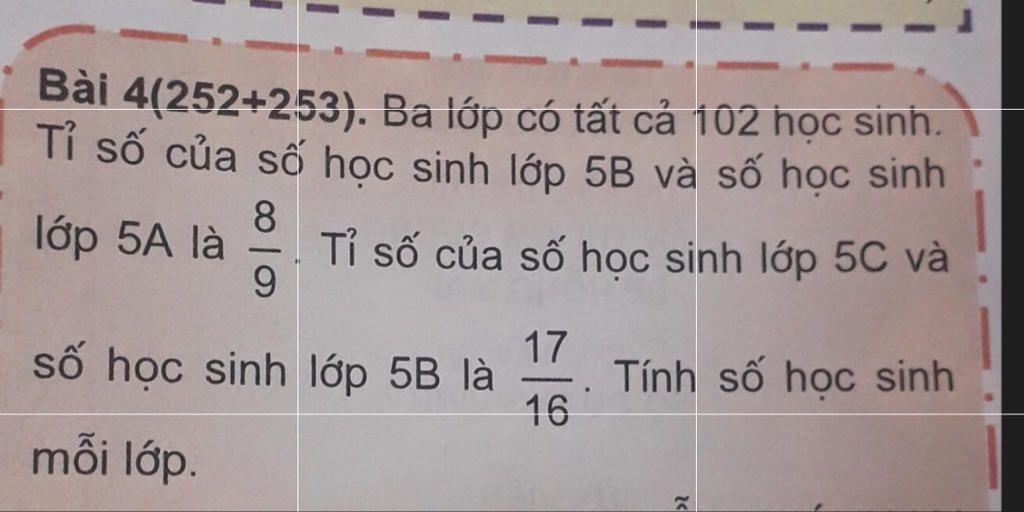 Bài 4(252+253). Ba lớp có tất cả 102 học sinh.
Tỉ số của số học sinh lớp 5B và số học sinh
lớp 5A là 8/9. Tỉ số của số học sinh lớp 5C và
số học sinh lớp 5B là 17/16. Tính số học sinh
mỗi lớp.